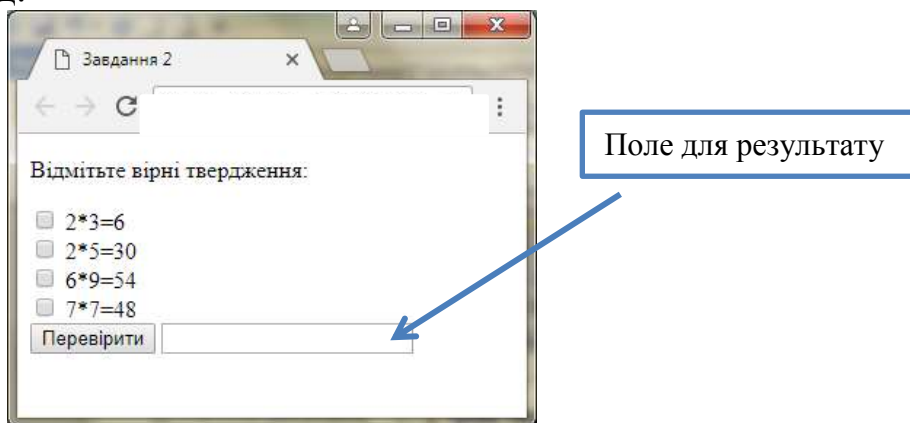 Завдання 2
Відмітьте вірні твердження:
2*3=6
2*5=30
6*9=54
7*7=48
Перевірити
Поле для результату